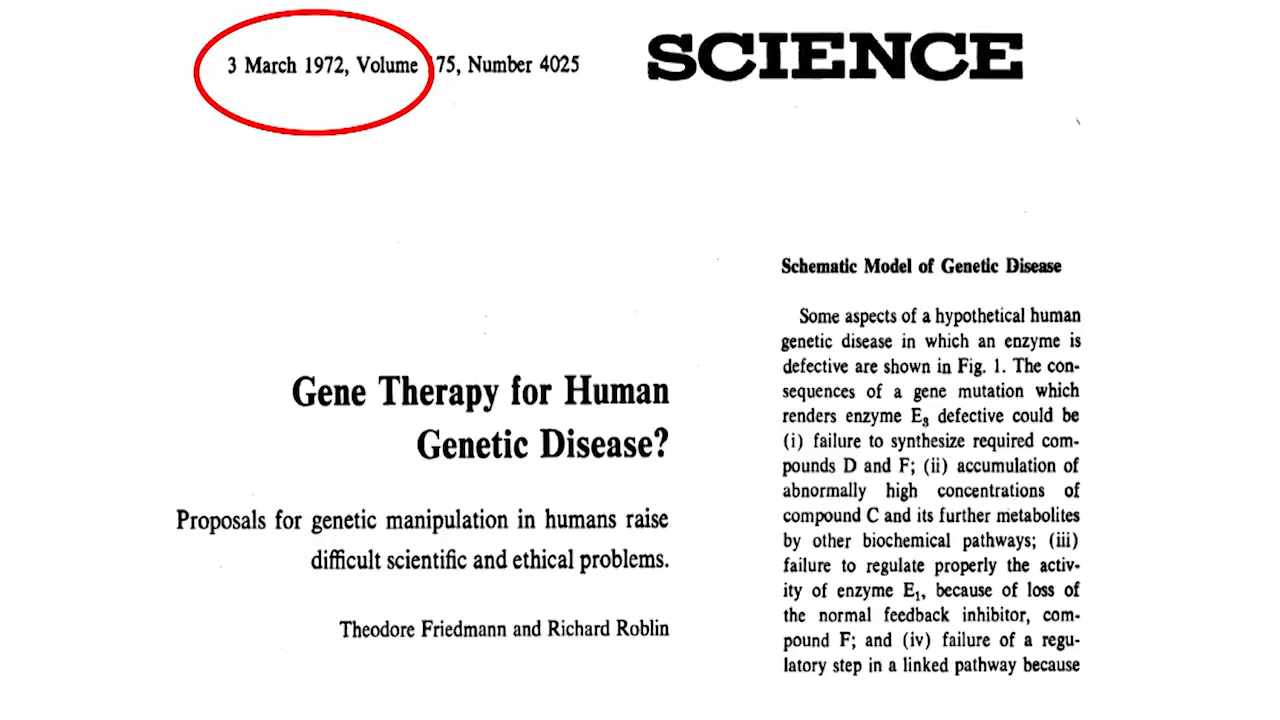 3 March 1972, Volume 175, Number 4025
SCIENCE
Gene Therapy for Human
Genetic Disease?
Proposals for genetic manipulation in humans raise
difficult scientific and ethical problems.
Theodore Friedmann and Richard Roblin
Schematic Model of Genetic Disease
Some aspects of a hypothetical human
genetic disease in which an enzyme is
defective are shown in Fig. 1. The con-
sequences of a gene mutation which
renders enzyme E₃ defective could be
(i) failure to synthesize required com-
pounds D and F; (ii) accumulation of
abnormally high concentrations of
compound C and its further metabolites
by other biochemical pathways; (iii)
failure to regulate properly the activ-
ity of enzyme E₁, because of loss of
the normal feedback inhibitor, com-
pound F; and (iv) failure of a regu-
latory step in a linked pathway because